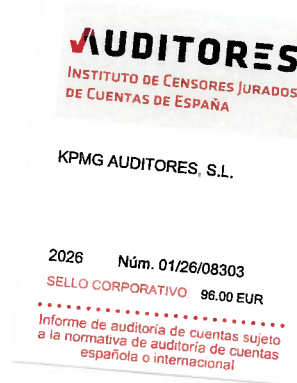 AUDITORES
INSTITUTO DE CENSORES JURADOS
DE CUENTAS DE ESPAÑA
KPMG AUDITORES, S.L.
2026 Núm. 01/26/08303
SELLO CORPORATIVO: 96.00 EUR
Informe de auditoría de cuentas sujeto
a la normativa de auditoría de cuentas
española o internacional